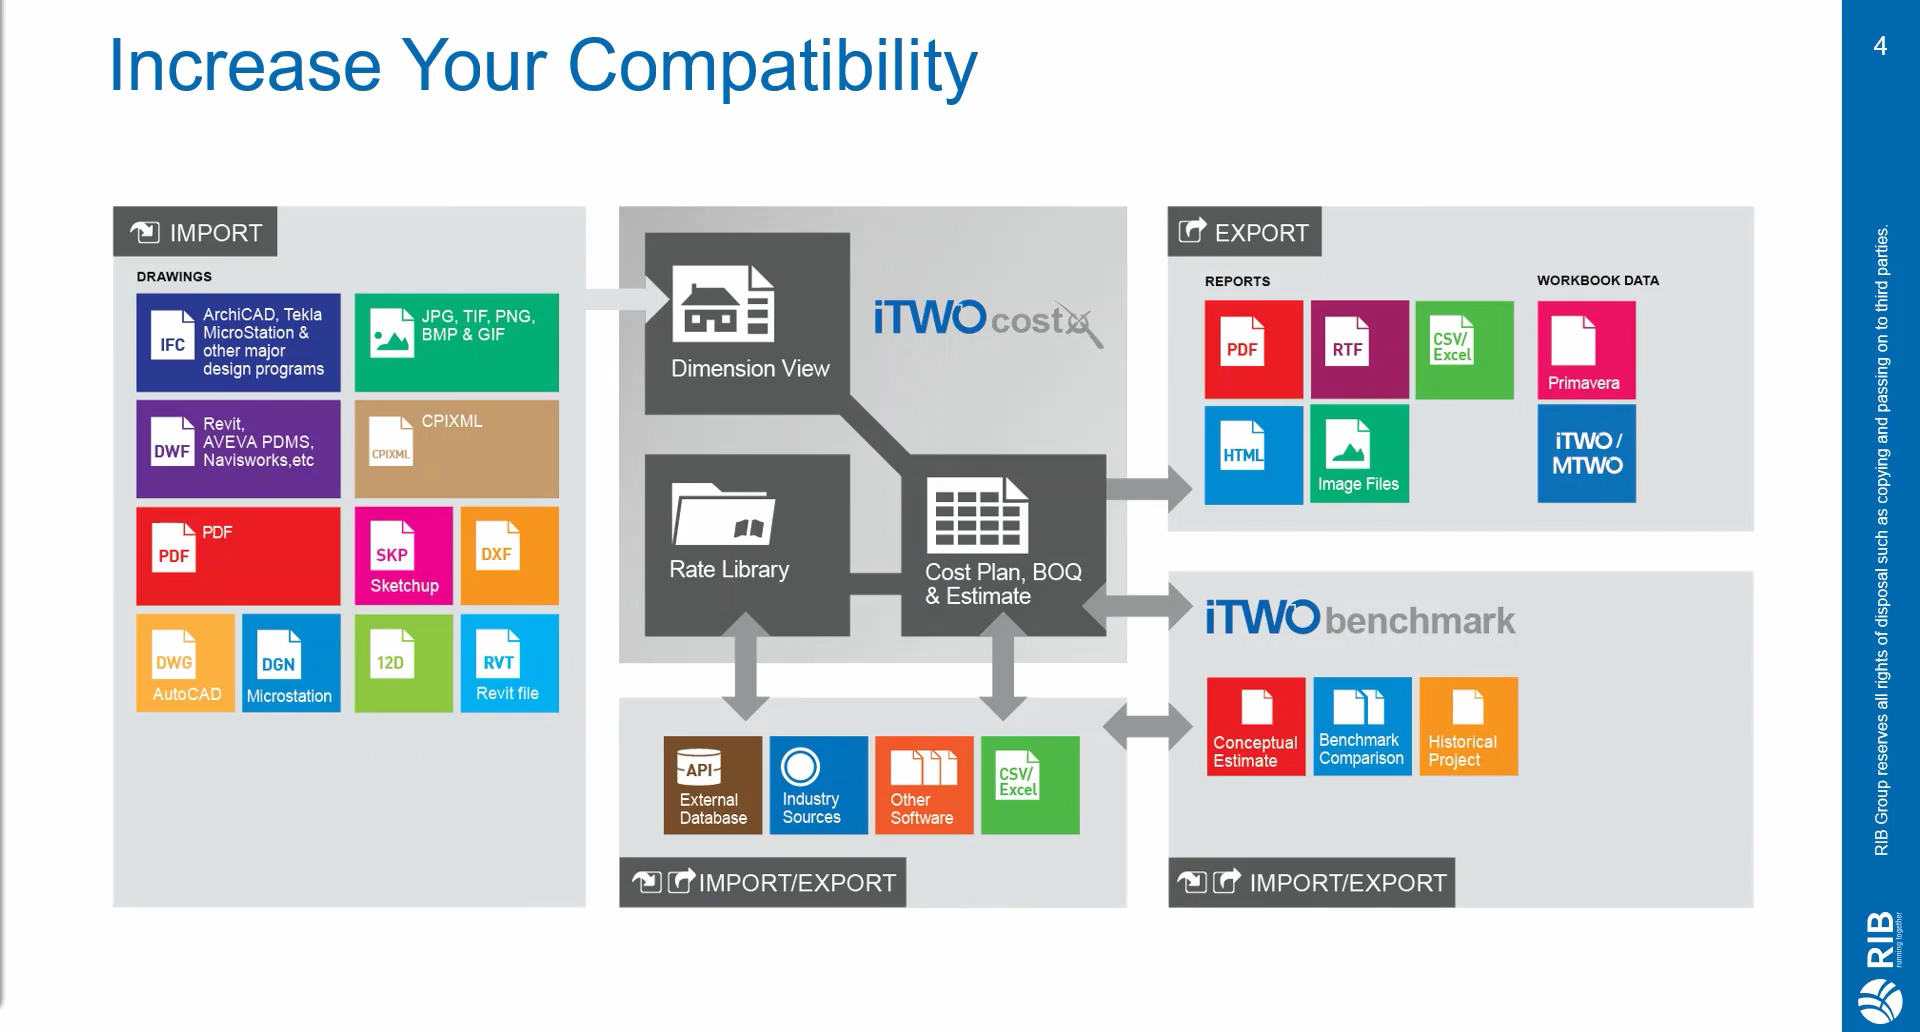 Increase Your Compatibility
4
IMPORT
DRAWINGS
IFC
ArchiCAD, Tekla
MicroStation &
other major
design programs
JPG, TIF, PNG,
BMP & GIF
DWF
Revit,
AVEVA PDMS,
Navisworks,etc
CPIXML
CPIXML
PDF
PDF
SKP
Sketchup
DXF
DWG
AutoCAD
DGN
Microstation
12D
RVT
Revit file
Dimension View
iTWO cost
Rate Library
Cost Plan, BOQ
& Estimate
API
External
Database
Industry
Sources
Other
Software
CSV/
Excel
IMPORT/EXPORT
EXPORT
REPORTS
WORKBOOK DATA
PDF
RTF
CSV/
Excel
Primavera
HTML
Image Files
iTWO /
MTWO
iTWO benchmark
Conceptual
Estimate
Benchmark
Comparison
Historical
Project
IMPORT/EXPORT
RIB Group reserves all rights of disposal such as copying and passing on to third parties.
RIB
running together